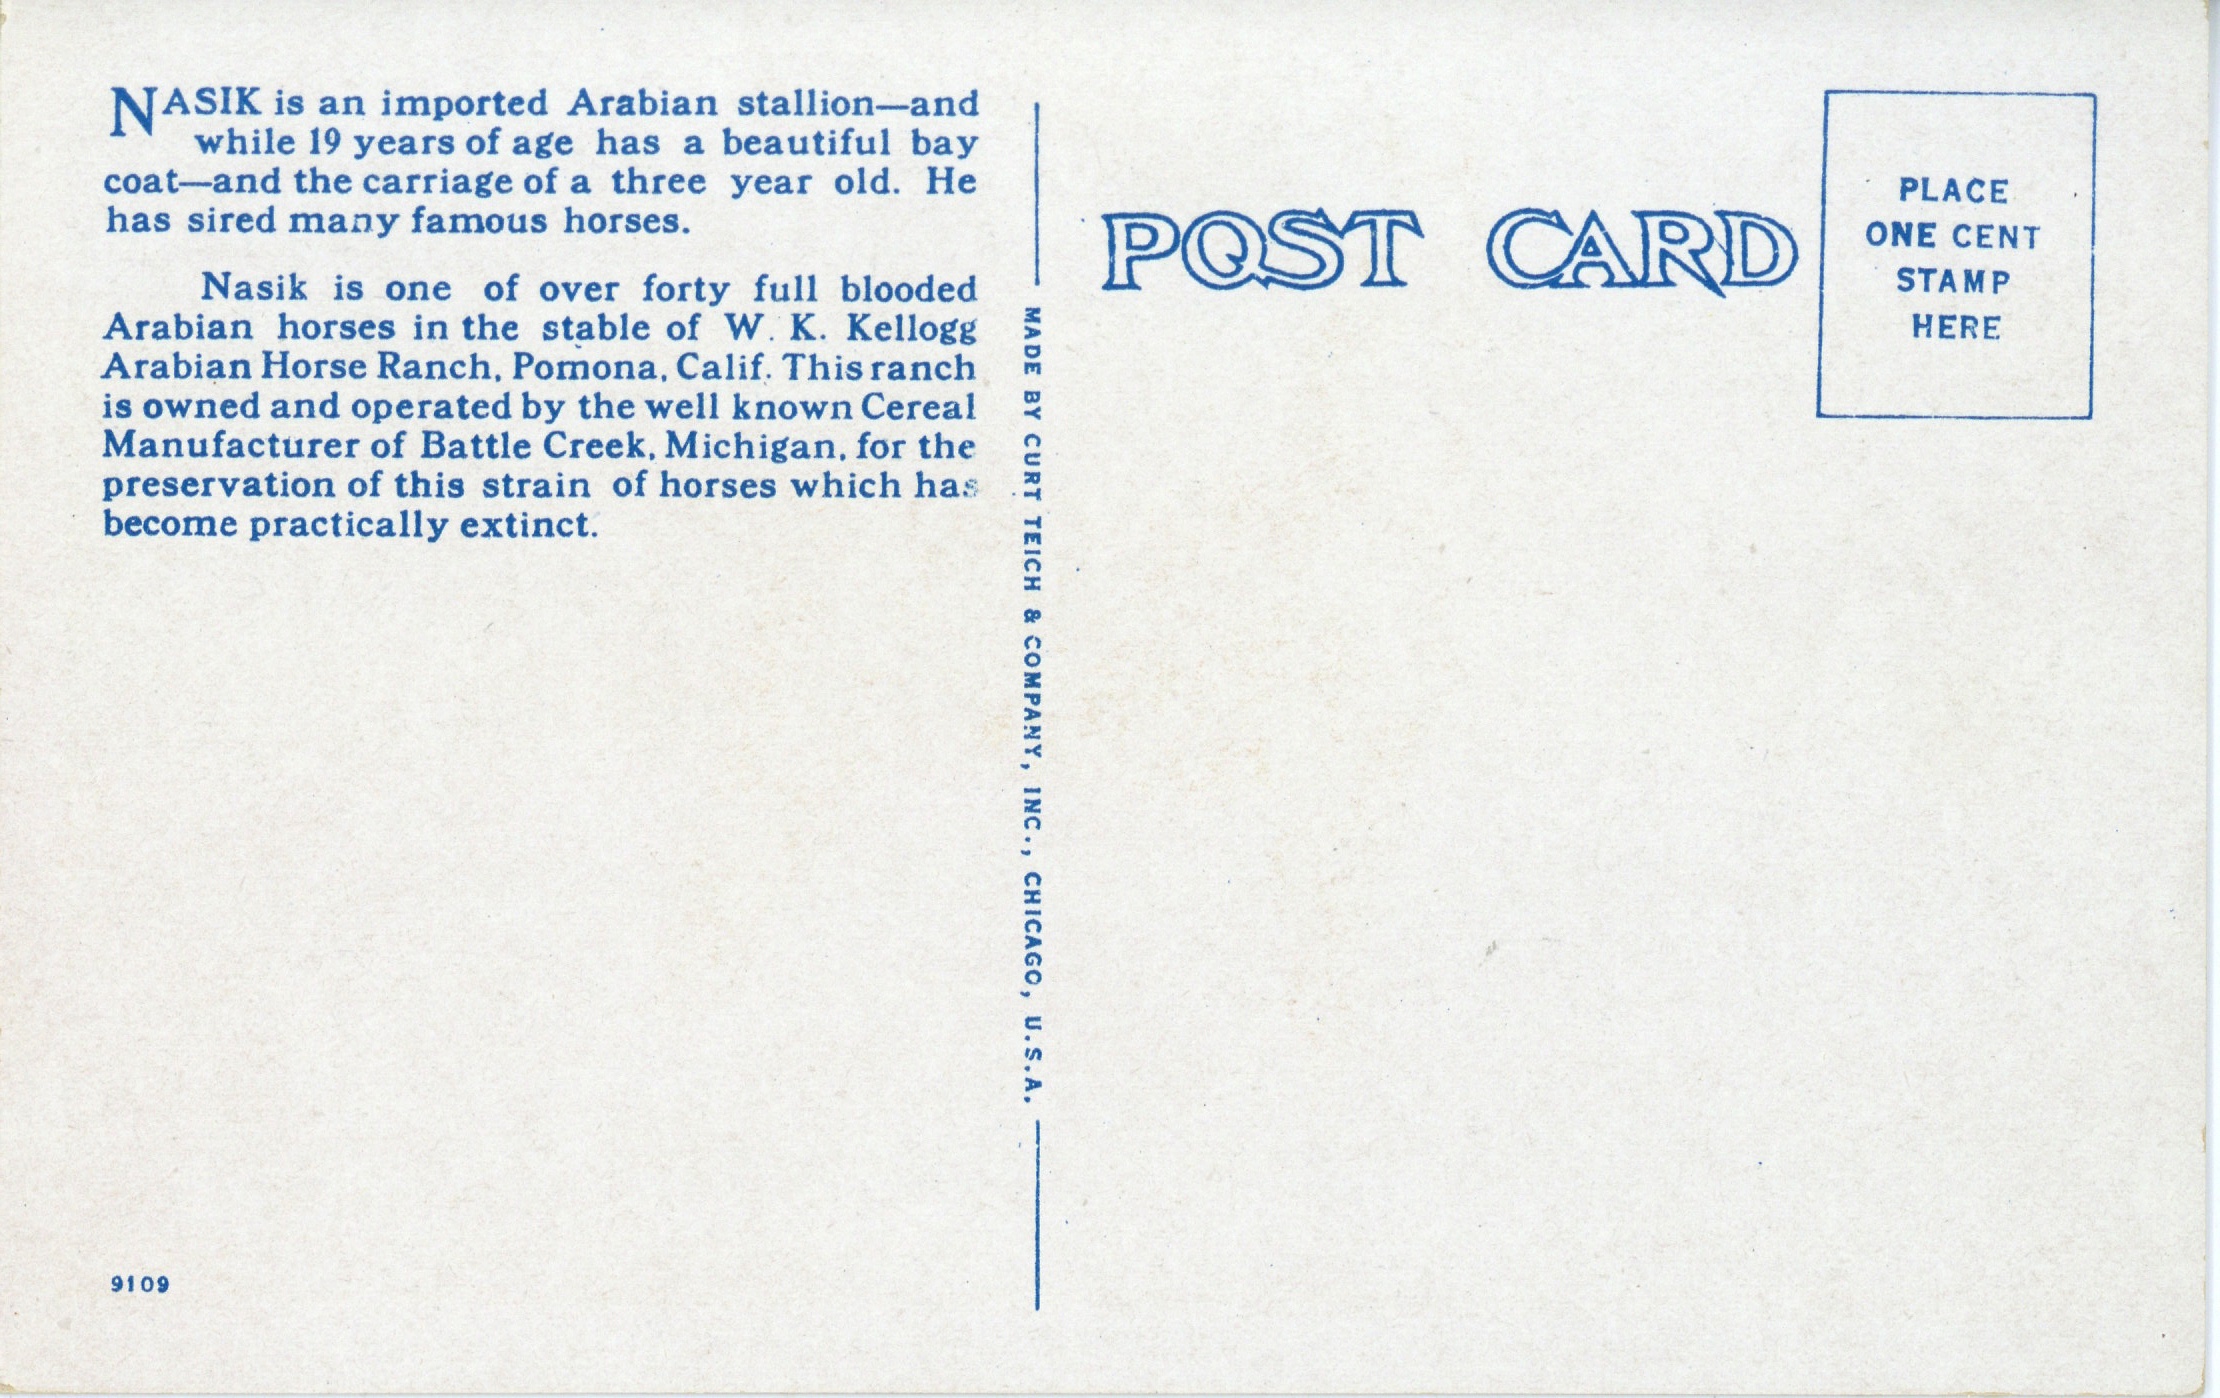 NASIK is an imported Arabian stallion—and
while 19 years of age has a beautiful bay
coat—and the carriage of a three year old. He
has sired many famous horses.
Nasik is one of over forty full blooded
Arabian horses in the stable of W. K. Kellogg
Arabian Horse Ranch, Pomona, Calif. This ranch
is owned and operated by the well known Cereal
Manufacturer of Battle Creek, Michigan, for the
preservation of this strain of horses which has
become practically extinct.
9109
MADE BY CURT TEICH & COMPANY, INC., CHICAGO, U.S.A.
POST CARD
PLACE
ONE CENT
STAMP
HERE